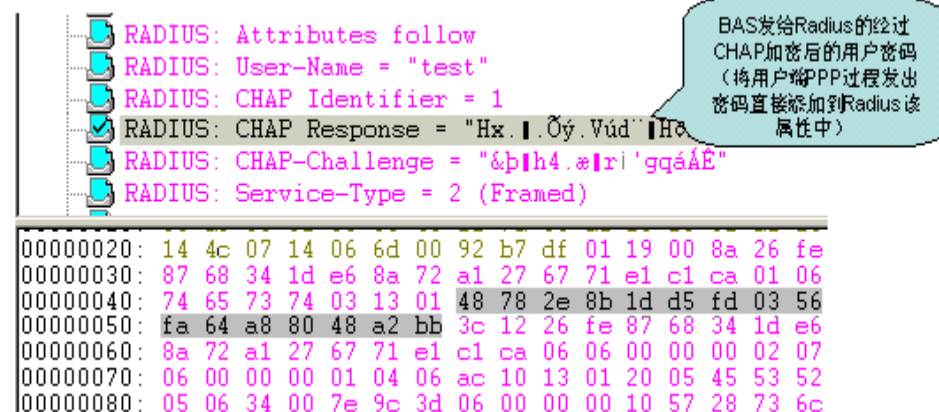 RADIUS: Attributes follow
RADIUS: User-Name = "test"
RADIUS: CHAP Identifier = 1
RADIUS: CHAP Response = "Hx.▌.Õý.Vúd¨▌H
RADIUS: CHAP-Challenge = "&þ▌h4.æ▌r¡'gqáÁÊ"
RADIUS: Service-Type = 2 (Framed)
BAS发给Radius的经过
CHAP加密后的用户密码
（将用户端PPP过程发出
密码直接添加到Radius该
属性中）
00000020: 14 4c 07 14 06 6d 00 92 b7 df 01 19 00 8a 26 fe
00000030: 87 68 34 1d e6 8a 72 a1 27 67 71 e1 c1 ca 01 06
00000040: 74 65 73 74 03 13 01 48 78 2e 8b 1d d5 fd 03 56
00000050: fa 64 a8 80 48 a2 bb 3c 12 26 fe 87 68 34 1d e6
00000060: 8a 72 a1 27 67 71 e1 c1 ca 06 06 00 00 00 02 07
00000070: 06 00 00 00 01 04 06 ac 10 13 01 20 05 45 53 52
00000080: 05 06 34 00 7e 9c 3d 06 00 00 00 10 57 28 73 6c